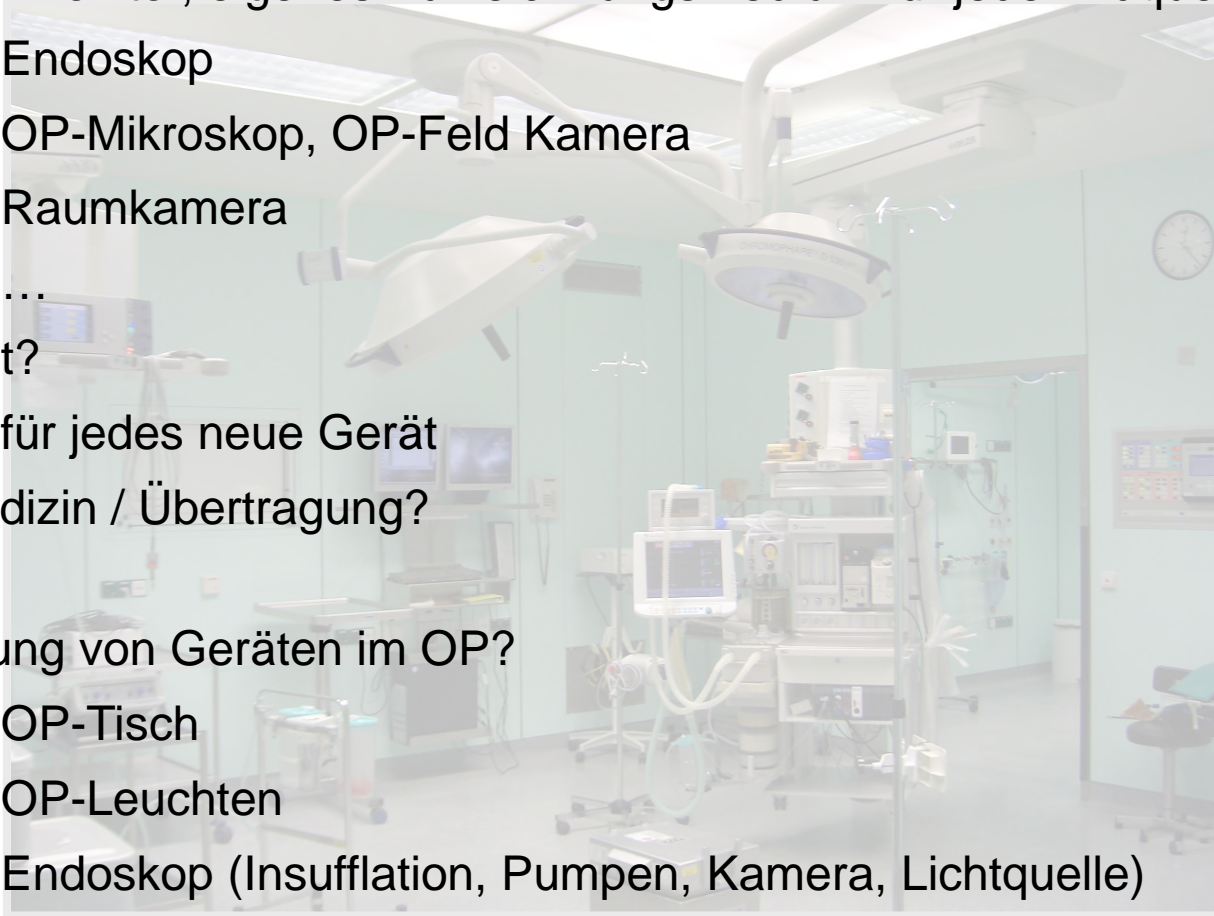 Endoskop
OP-Mikroskop, OP-Feld Kamera
Raumkamera
…
t?
für jedes neue Gerät
dizin / Übertragung?
ung von Geräten im OP?
OP-Tisch
OP-Leuchten
Endoskop (Insufflation, Pumpen, Kamera, Lichtquelle)